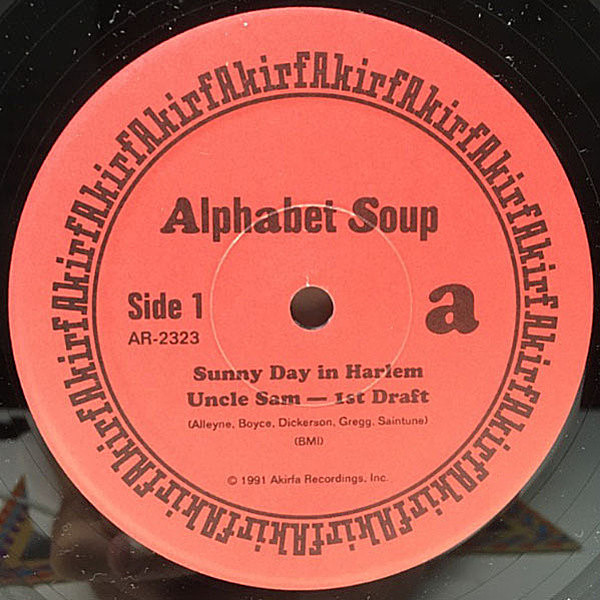 AkirfAkirfAkirfAkirfAkirfAkirfAkirfAkirfAkirfAkirfAkirfAkirfAkirfAkirfAkirfAkirf
Alphabet Soup
Side 1
AR-2323
a
Sunny Day in Harlem
Uncle Sam — 1st Draft
(Alleyne, Boyce, Dickerson, Gregg, Saintune)
(BMI)
© 1991 Akirfa Recordings, Inc.